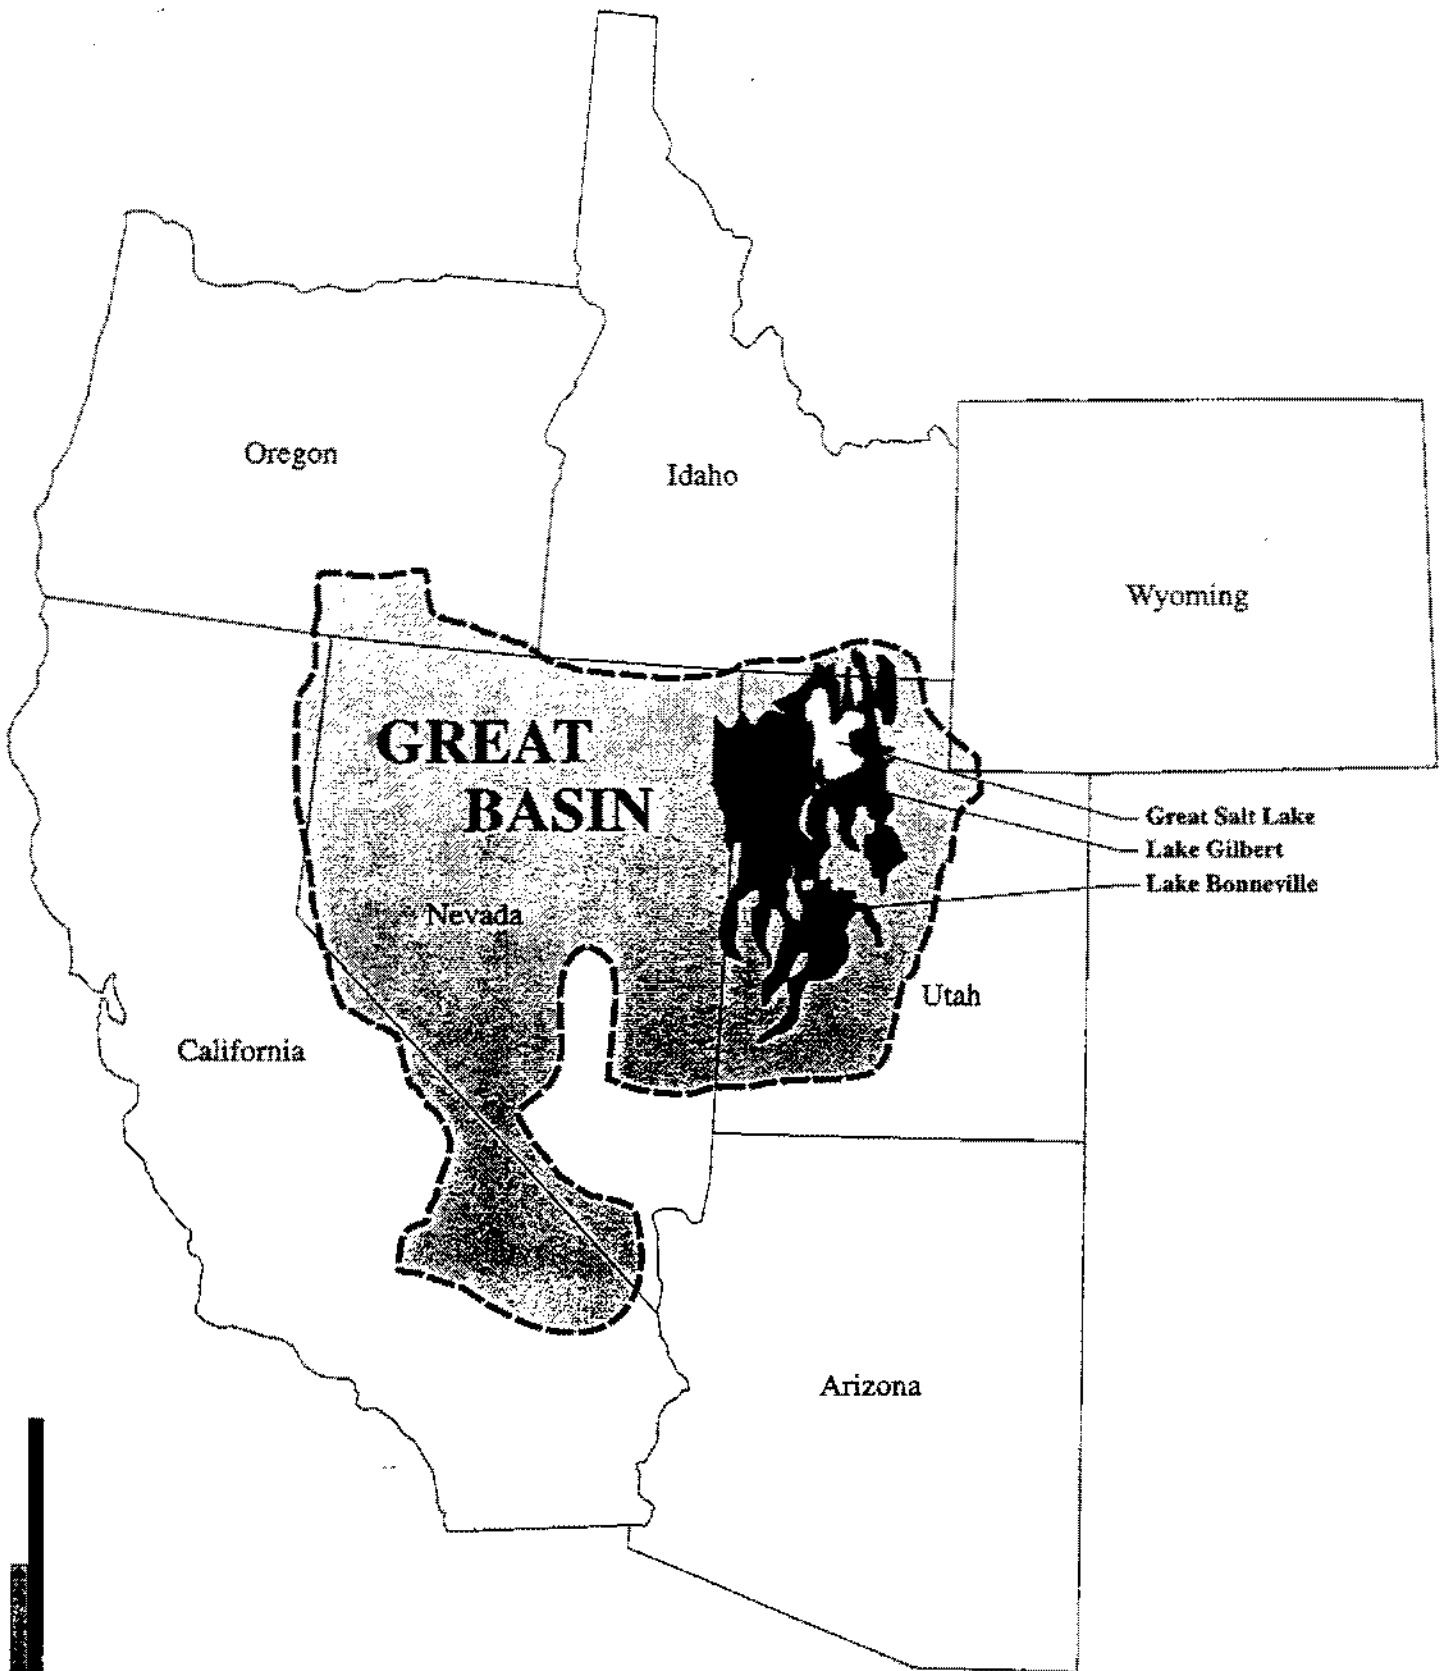 Oregon
Idaho
Wyoming
GREAT
BASIN
Great Salt Lake
Lake Gilbert
Lake Bonneville
Nevada
Utah
California
Arizona